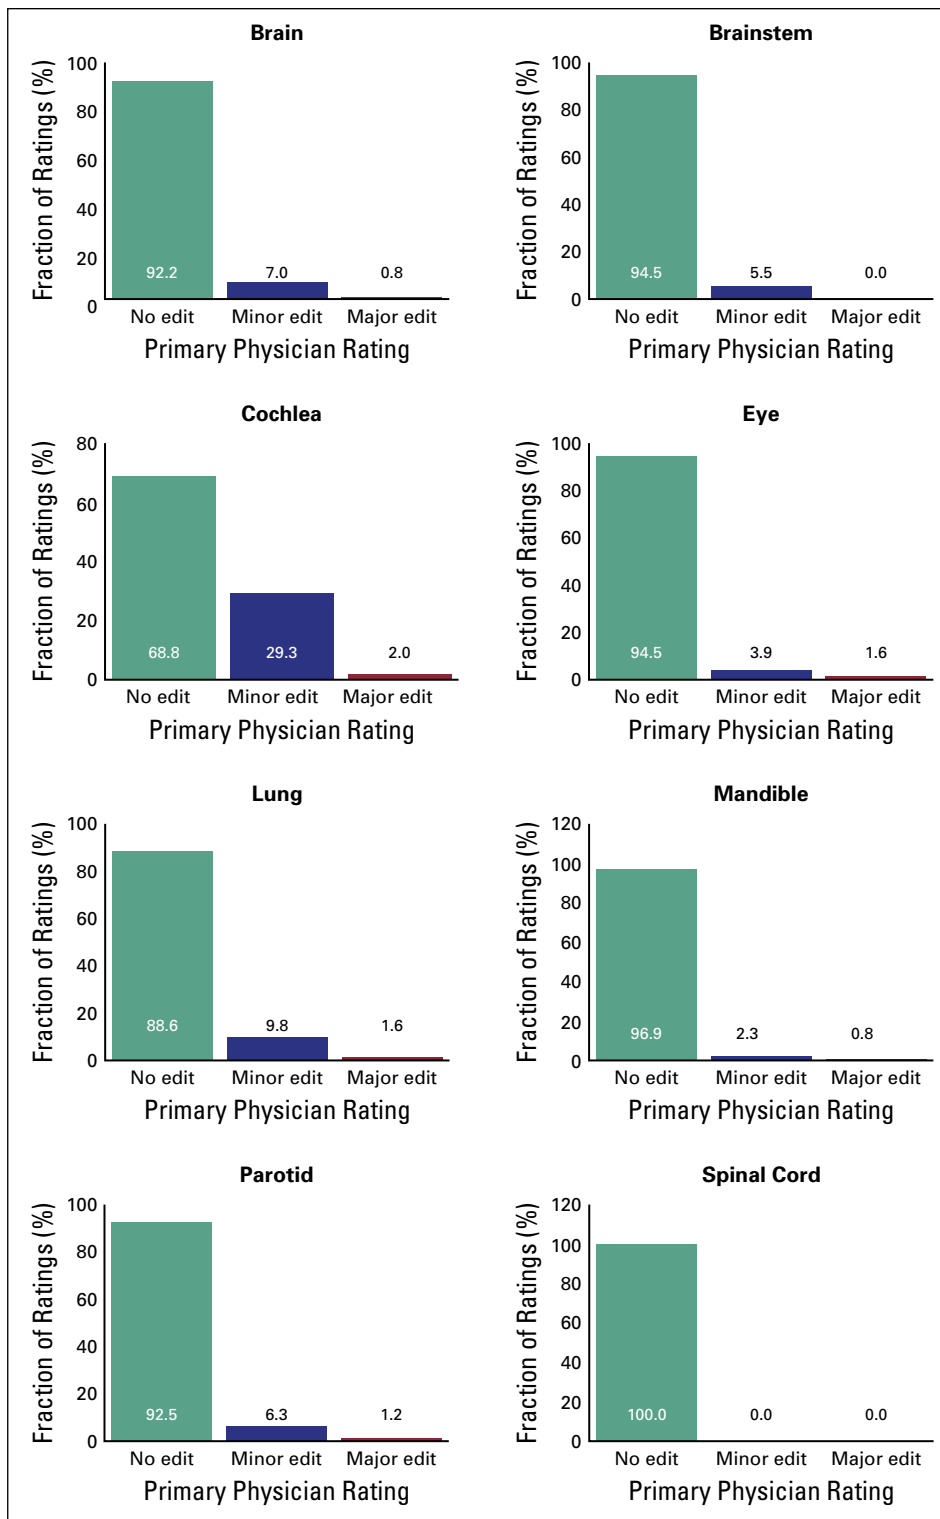 Brain
Fraction of Ratings (%)
100
80
60
40
20
0
92.2
7.0
0.8
No edit Minor edit Major edit
Primary Physician Rating
Brainstem
Fraction of Ratings (%)
100
80
60
40
20
0
94.5
5.5
0.0
No edit Minor edit Major edit
Primary Physician Rating
Cochlea
Fraction of Ratings (%)
80
60
40
20
0
68.8
29.3
2.0
No edit Minor edit Major edit
Primary Physician Rating
Eye
Fraction of Ratings (%)
100
80
60
40
20
0
94.5
3.9
1.6
No edit Minor edit Major edit
Primary Physician Rating
Lung
Fraction of Ratings (%)
100
80
60
40
20
0
88.6
9.8
1.6
No edit Minor edit Major edit
Primary Physician Rating
Mandible
Fraction of Ratings (%)
120
100
80
60
40
20
0
96.9
2.3
0.8
No edit Minor edit Major edit
Primary Physician Rating
Parotid
Fraction of Ratings (%)
100
80
60
40
20
0
92.5
6.3
1.2
No edit Minor edit Major edit
Primary Physician Rating
Spinal Cord
Fraction of Ratings (%)
120
100
80
60
40
20
0
100.0
0.0
0.0
No edit Minor edit Major edit
Primary Physician Rating